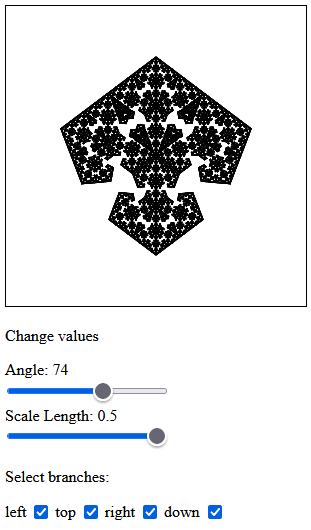 Change values
Angle: 74
Scale Length: 0.5
Select branches:
left top right down